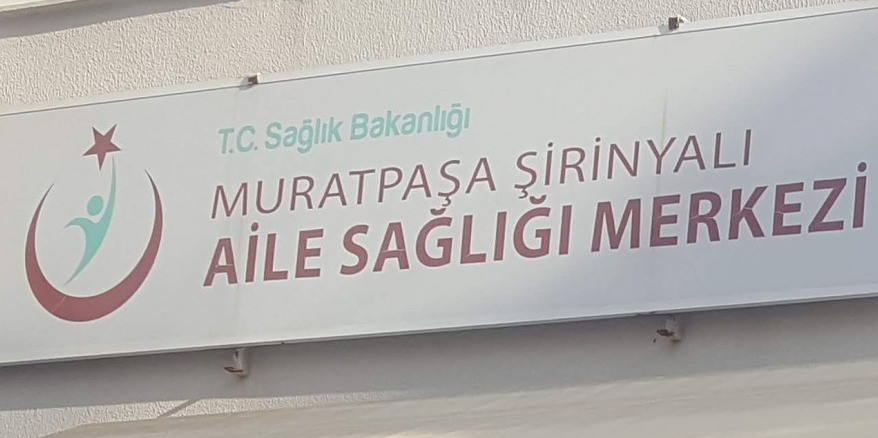 T.C. Sağlık Bakanlığı
MURATPAŞA ŞİRİNYALI
AİLE SAĞLIĞI MERKEZİ